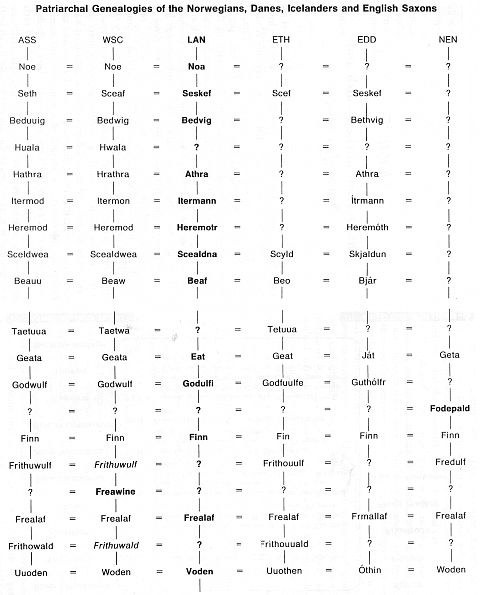 Patriarchal Genealogies of the Norwegians, Danes, Icelanders and English Saxons
ASS WSC LAN ETH EDD NEN
Noe = Noe = Noa = ? = ? = ?
Seth = Sceaf = Seskef = Scef = Seskef = ?
Beduuig = Bedwig = Bedvig = ? = Bethvig = ?
Huala = Hwala = ? = ? = ? = ?
Hathra = Hrathra = Athra = ? = Athra = ?
Itermod = Itermon = Itermann = ? = Ítrmann = ?
Heremod = Heremod = Heremotr = ? = Heremóth = ?
Sceldwea = Scealdwea = Scealdna = Scyld = Skjaldun = ?
Beauu = Beaw = Beaf = Beo = Bjár = ?
Taetuua = Taetwa = ? = Tetuua = ? = ?
Geata = Geata = Eat = Geat = Ját = Geta
Godwulf = Godwulf = Godulfi = Godfuulfe = Guthólfr = ?
? = ? = ? = ? = ? = Fodepald
Finn = Finn = Finn = Fin = Finn = Finn
Frithuwulf = Frithuwulf = ? = Frithouulf = ? = Fredulf
? = Freawine = ? = ? = ? = ?
Frealaf = Frealaf = Frealaf = Frealaf = Frmallaf = Frealaf
Frithowald = Frithuwald = ? = Frithouuald = ? = ?
Uuoden = Woden = Voden = Uuothen = Óthin = Woden